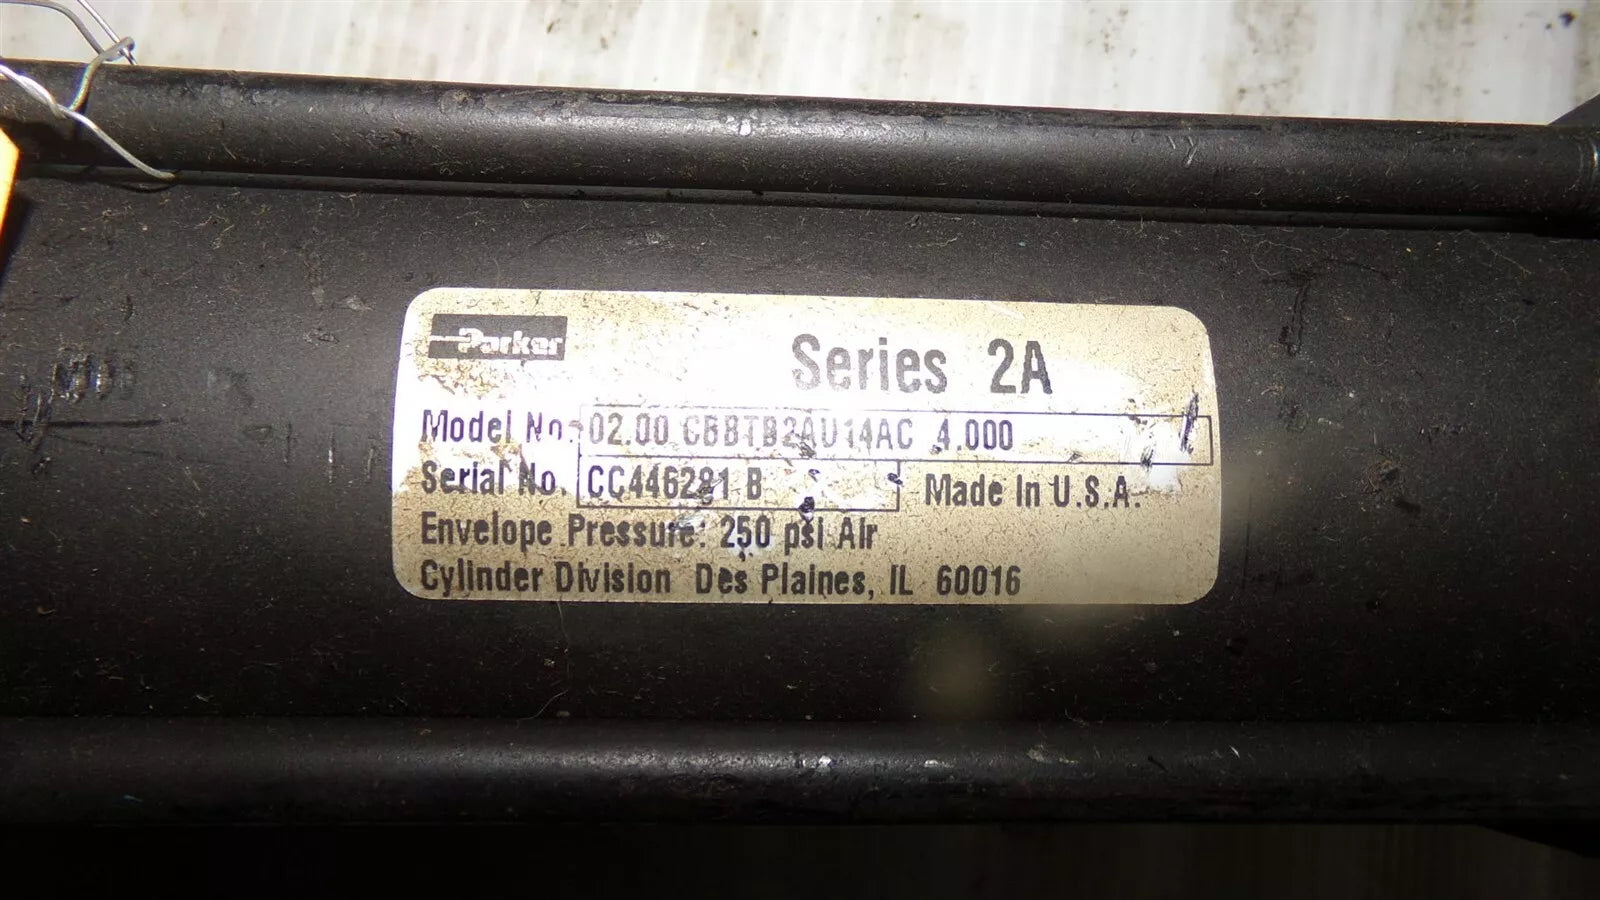 Parker
Series 2A
Model No. 02.00 CBBTB2AU14AC 4.000
Serial No. CC446281 B Made In U.S.A.
Envelope Pressure: 250 psi Air
Cylinder Division Des Plaines, IL 60016